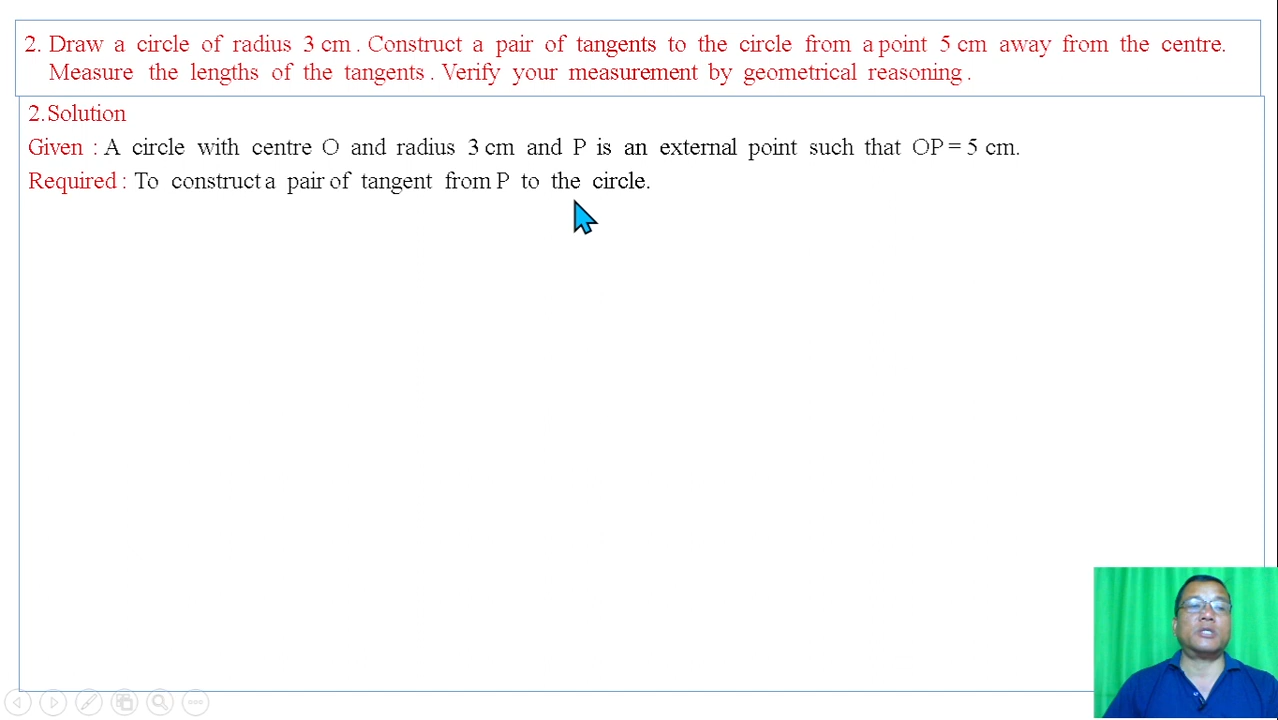 2. Draw a circle of radius 3 cm . Construct a pair of tangents to the circle from a point 5 cm away from the centre.
Measure the lengths of the tangents . Verify your measurement by geometrical reasoning .
2.Solution
Given : A circle with centre O and radius 3 cm and P is an external point such that OP = 5 cm.
Required : To construct a pair of tangent from P to the circle.